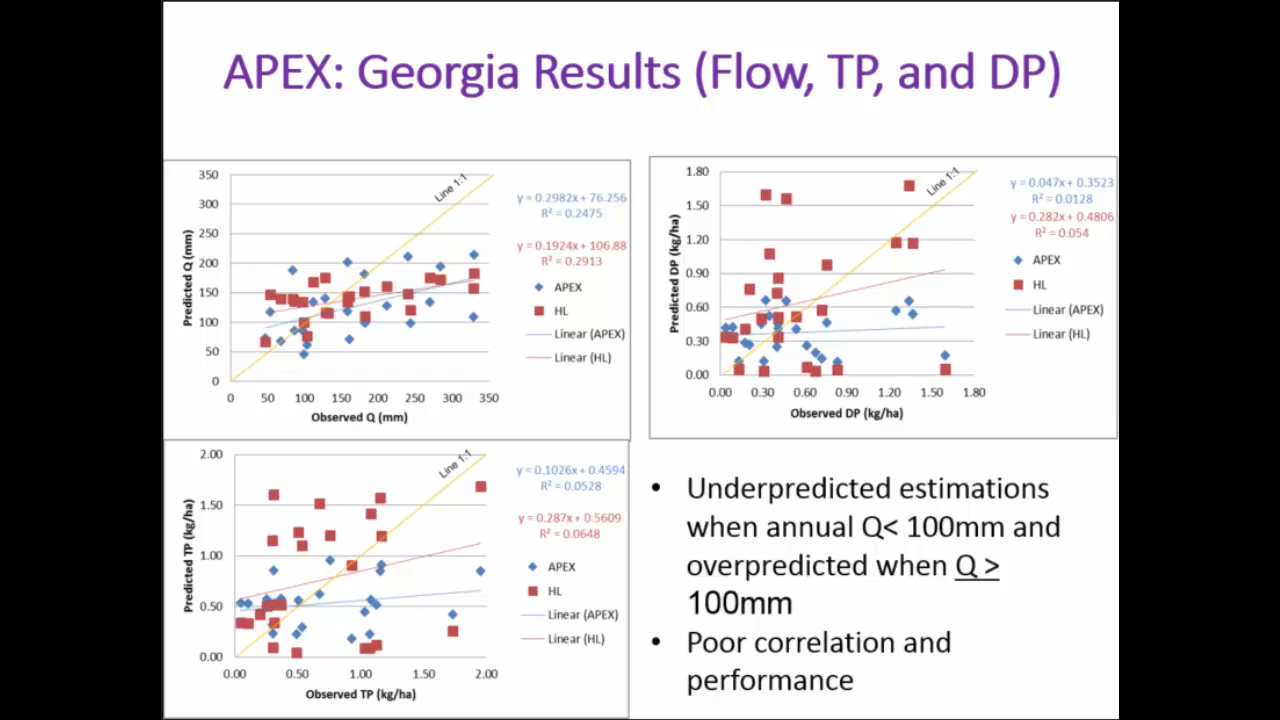 APEX: Georgia Results (Flow, TP, and DP)
350
300
250
200
150
100
50
0
0 50 100 150 200 250 300 350
Predicted Q (mm)
Observed Q (mm)
Line 1:1
y = 0.2982x + 76.256
R² = 0.2475
y = 0.1924x + 106.88
R² = 0.2913
APEX
HL
Linear (APEX)
Linear (HL)
1.80
1.50
1.20
0.90
0.60
0.30
0.00
0.00 0.30 0.60 0.90 1.20 1.50 1.80
Predicted DP (kg/ha)
Observed DP (kg/ha)
Line 1:1
y = 0.047x + 0.3523
R² = 0.0128
y = 0.282x + 0.4806
R² = 0.054
APEX
HL
Linear (APEX)
Linear (HL)
2.00
1.50
1.00
0.50
0.00
0.00 0.50 1.00 1.50 2.00
Predicted TP (kg/ha)
Observed TP (kg/ha)
Line 1:1
y = 0.1026x + 0.4594
R² = 0.0528
y = 0.287x + 0.5609
R² = 0.0648
APEX
HL
Linear (APEX)
Linear (HL)
• Underpredicted estimations
when annual Q< 100mm and
overpredicted when Q >
100mm
• Poor correlation and
performance